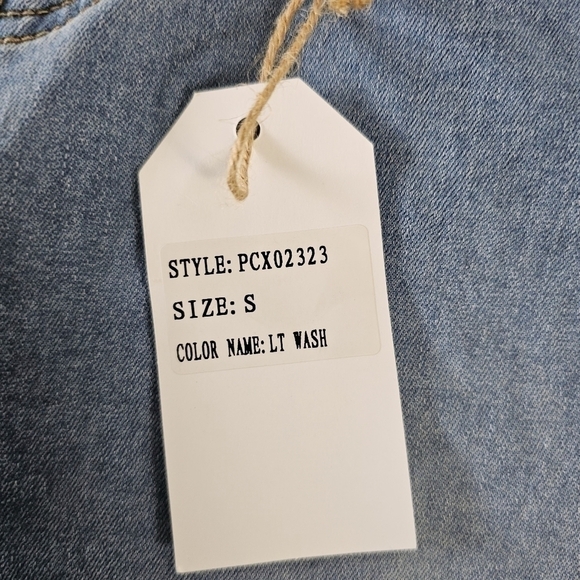 STYLE: PCX02323
SIZE: S
COLOR NAME: LT WASH